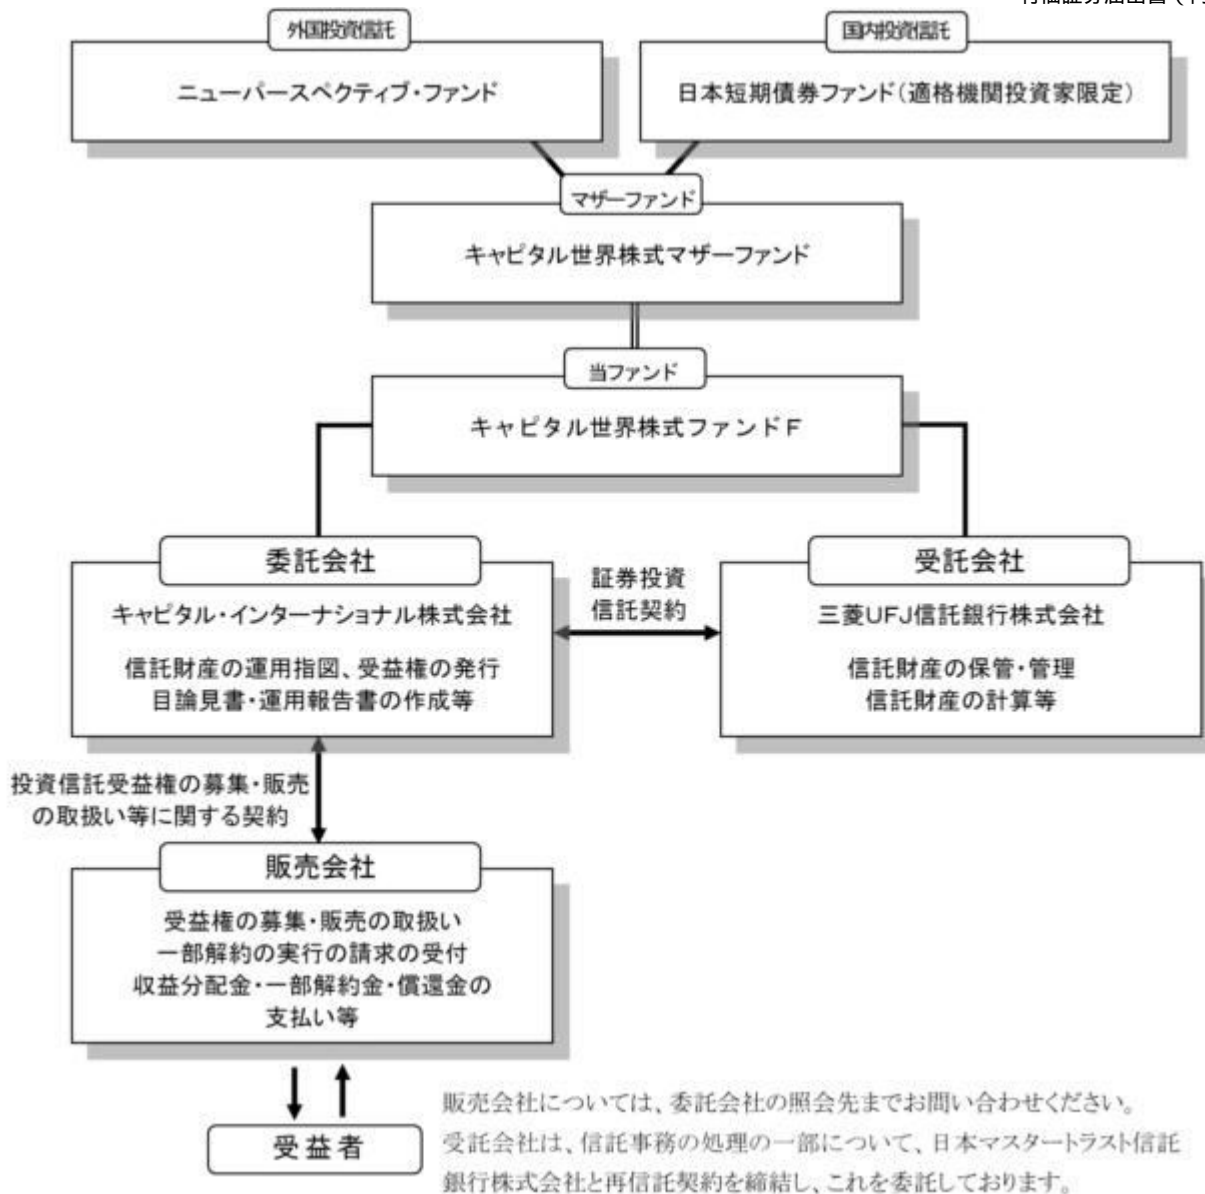 外国投資信託
国内投資信託
ニューパースペクティブ・ファンド
日本短期債券ファンド(適格機関投資家限定)
マザーファンド
キャピタル世界株式マザーファンド
当ファンド
キャピタル世界株式ファンドF
委託会社
キャピタル・インターナショナル株式会社
信託財産の運用指図、受益権の発行
目論見書・運用報告書の作成等
証券投資
信託契約
受託会社
三菱UFJ信託銀行株式会社
信託財産の保管・管理
信託財産の計算等
投資信託受益権の募集・販売
の取扱い等に関する契約
販売会社
受益権の募集・販売の取扱い
一部解約の実行の請求の受付
収益分配金・一部解約金・償還金の
支払い等
受益者
販売会社については、委託会社の照会先までお問い合わせください。
受託会社は、信託事務の処理の一部について、日本マスタートラスト信託
銀行株式会社と再信託契約を締結し、これを委託しております。